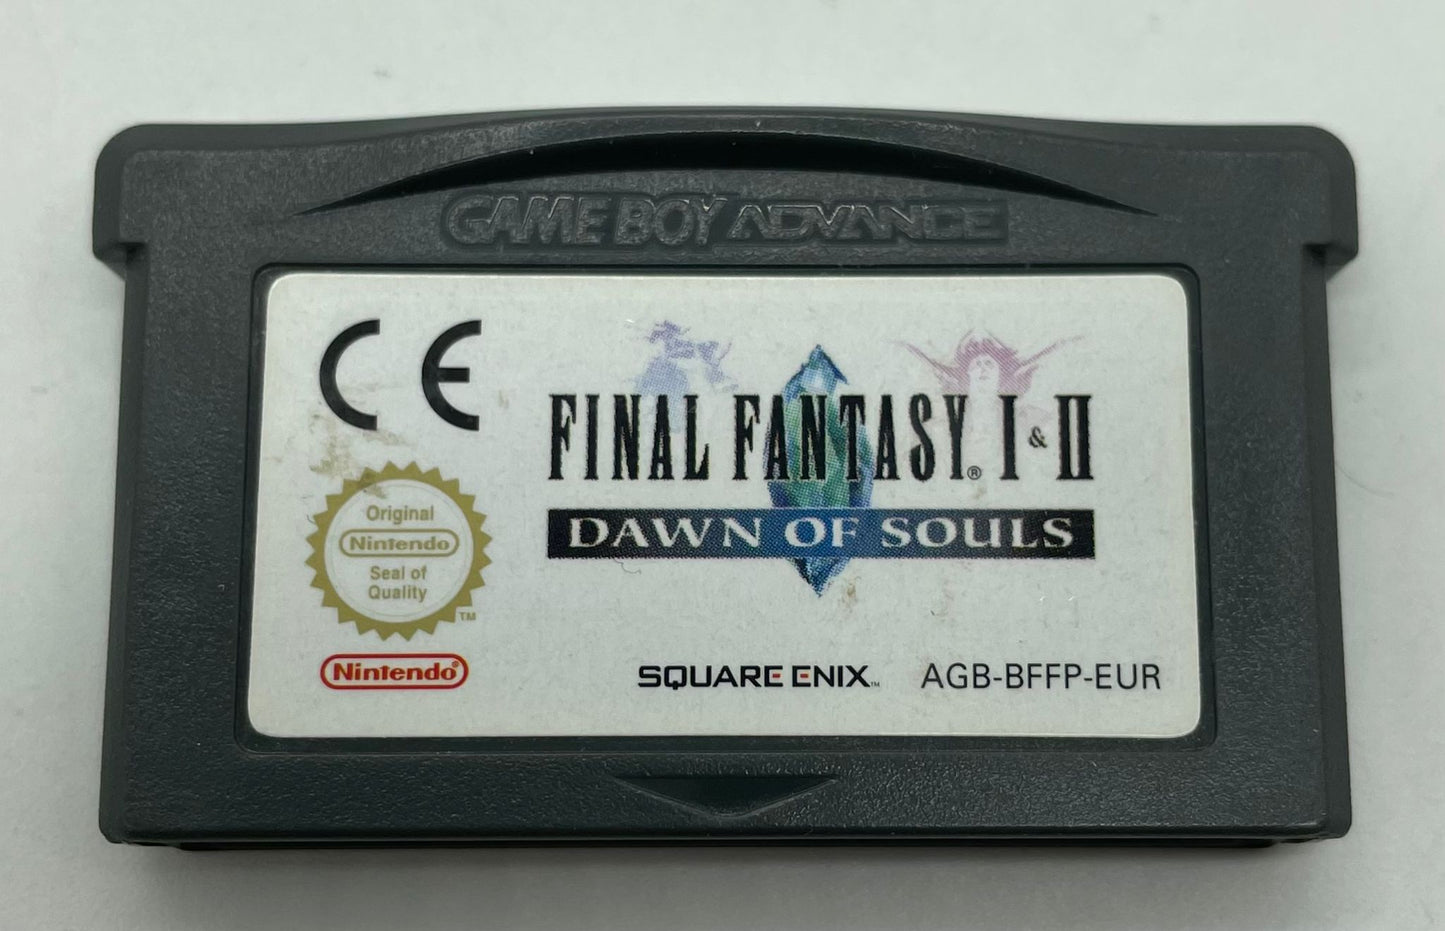 GAME BOY ADVANCE
CE
FINAL FANTASY® I & II
DAWN OF SOULS
Original
Nintendo
Seal of
Quality
TM
Nintendo®
SQUARE ENIX™
AGB-BFFP-EUR